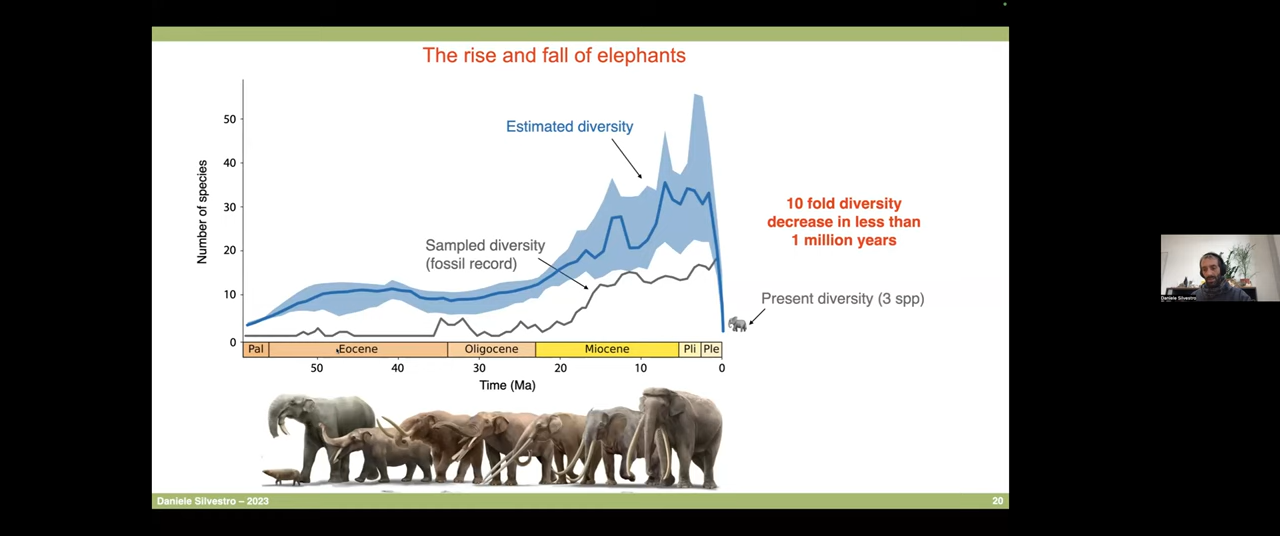 The rise and fall of elephants
Number of species
50
40
30
20
10
0
Estimated diversity
Sampled diversity
(fossil record)
10 fold diversity
decrease in less than
1 million years
Present diversity (3 spp)
Pal
Eocene
Oligocene
Miocene
Pli
Ple
50
40
30
20
10
0
Time (Ma)
Daniele Silvestro – 2023
20
Daniele Silvestro